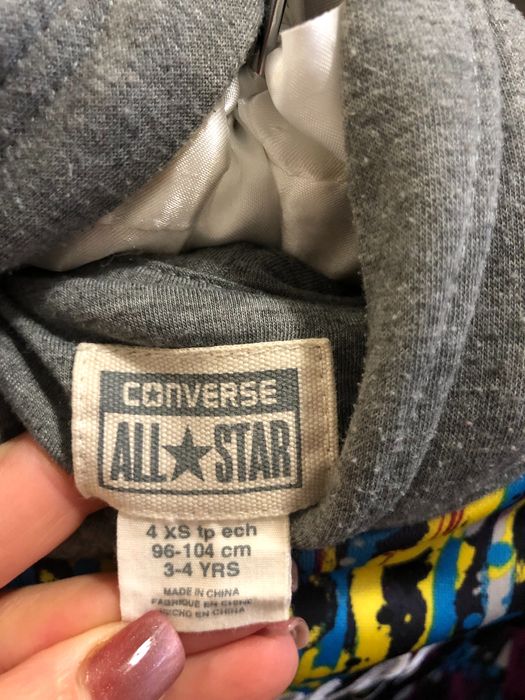 CONVERSE
ALL★STAR
4 XS tp ech
96-104 cm
3-4 YRS
MADE IN CHINA
FABRIQUÉ EN CHINE
HECHO EN CHINA